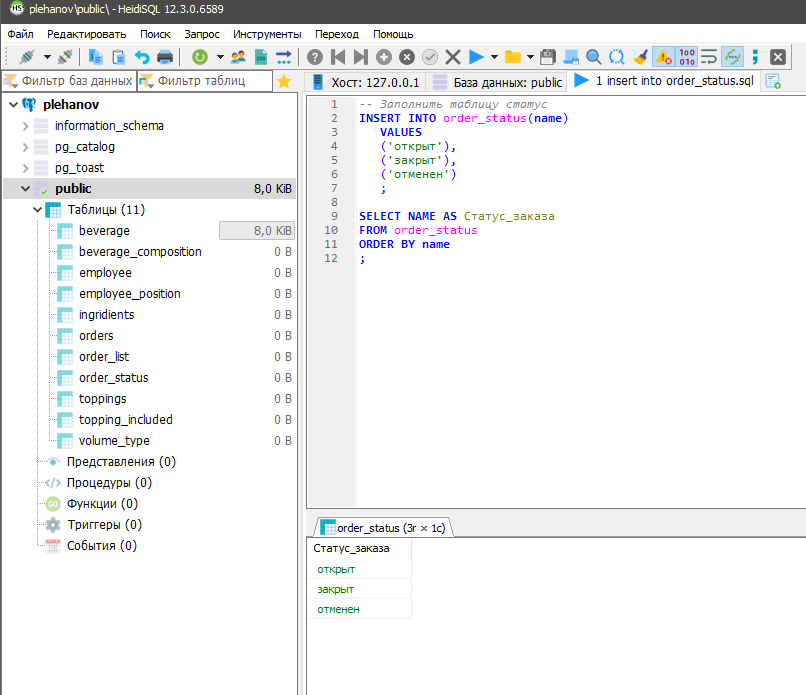 plehanov\public\ - HeidiSQL 12.3.0.6589
Файл Редактировать Поиск Запрос Инструменты Переход Помощь
Фильтр баз данных Фильтр таблиц
Хост: 127.0.0.1 База данных: public 1 insert into order_status.sql
plehanov
information_schema
pg_catalog
pg_toast
public 8,0 KiB
Таблицы (11)
beverage 8,0 KiB
beverage_composition 0 B
employee 0 B
employee_position 0 B
ingridients 0 B
orders 0 B
order_list 0 B
order_status 0 B
toppings 0 B
topping_included 0 B
volume_type 0 B
Представления (0)
Процедуры (0)
Функции (0)
Триггеры (0)
События (0)
1 -- Заполнить таблицу статус
2 INSERT INTO order_status(name)
3 VALUES
4 ('открыт'),
5 ('закрыт'),
6 ('отменен')
7 ;
8
9 SELECT NAME AS Статус_заказа
10 FROM order_status
11 ORDER BY name
12 ;
order_status (3r × 1c)
Статус_заказа
открыт
закрыт
отменен